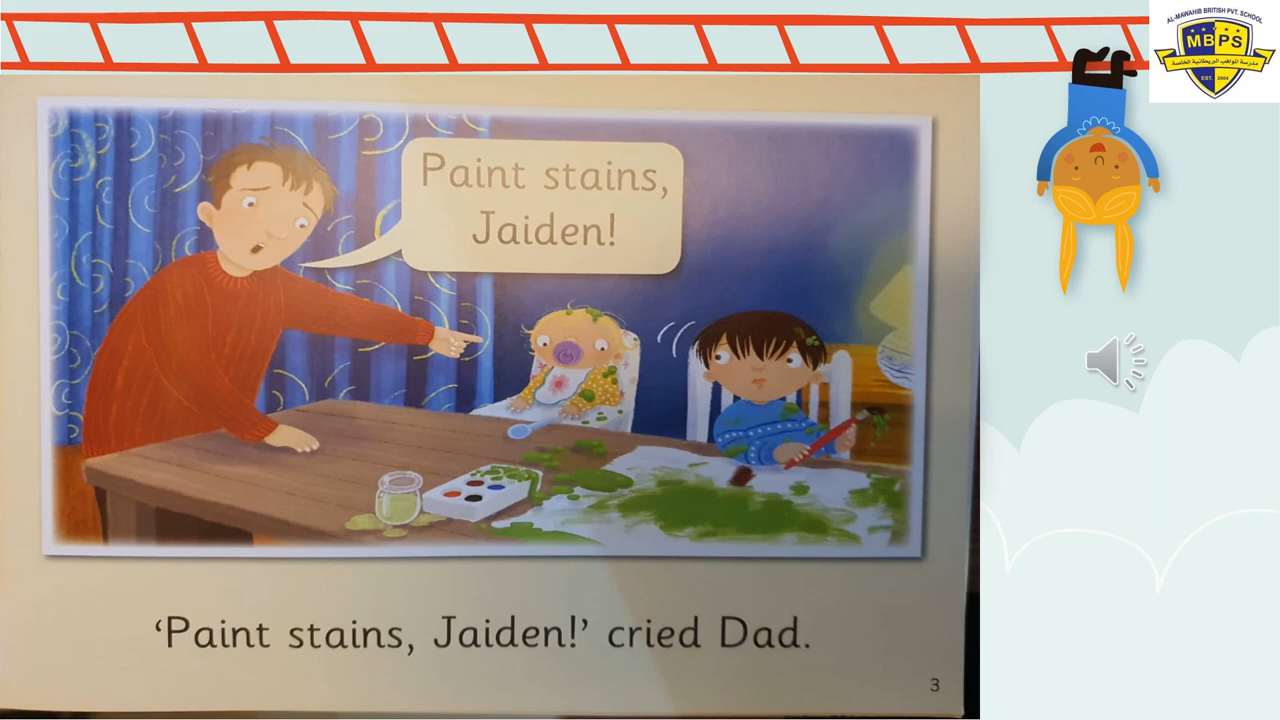 AL-MAWAHIB BRITISH PVT. SCHOOL
MBPS
مدرسة المواهب البريطانية الخاصة
EST. 2004
Paint stains,
Jaiden!
‘Paint stains, Jaiden!’ cried Dad.
3